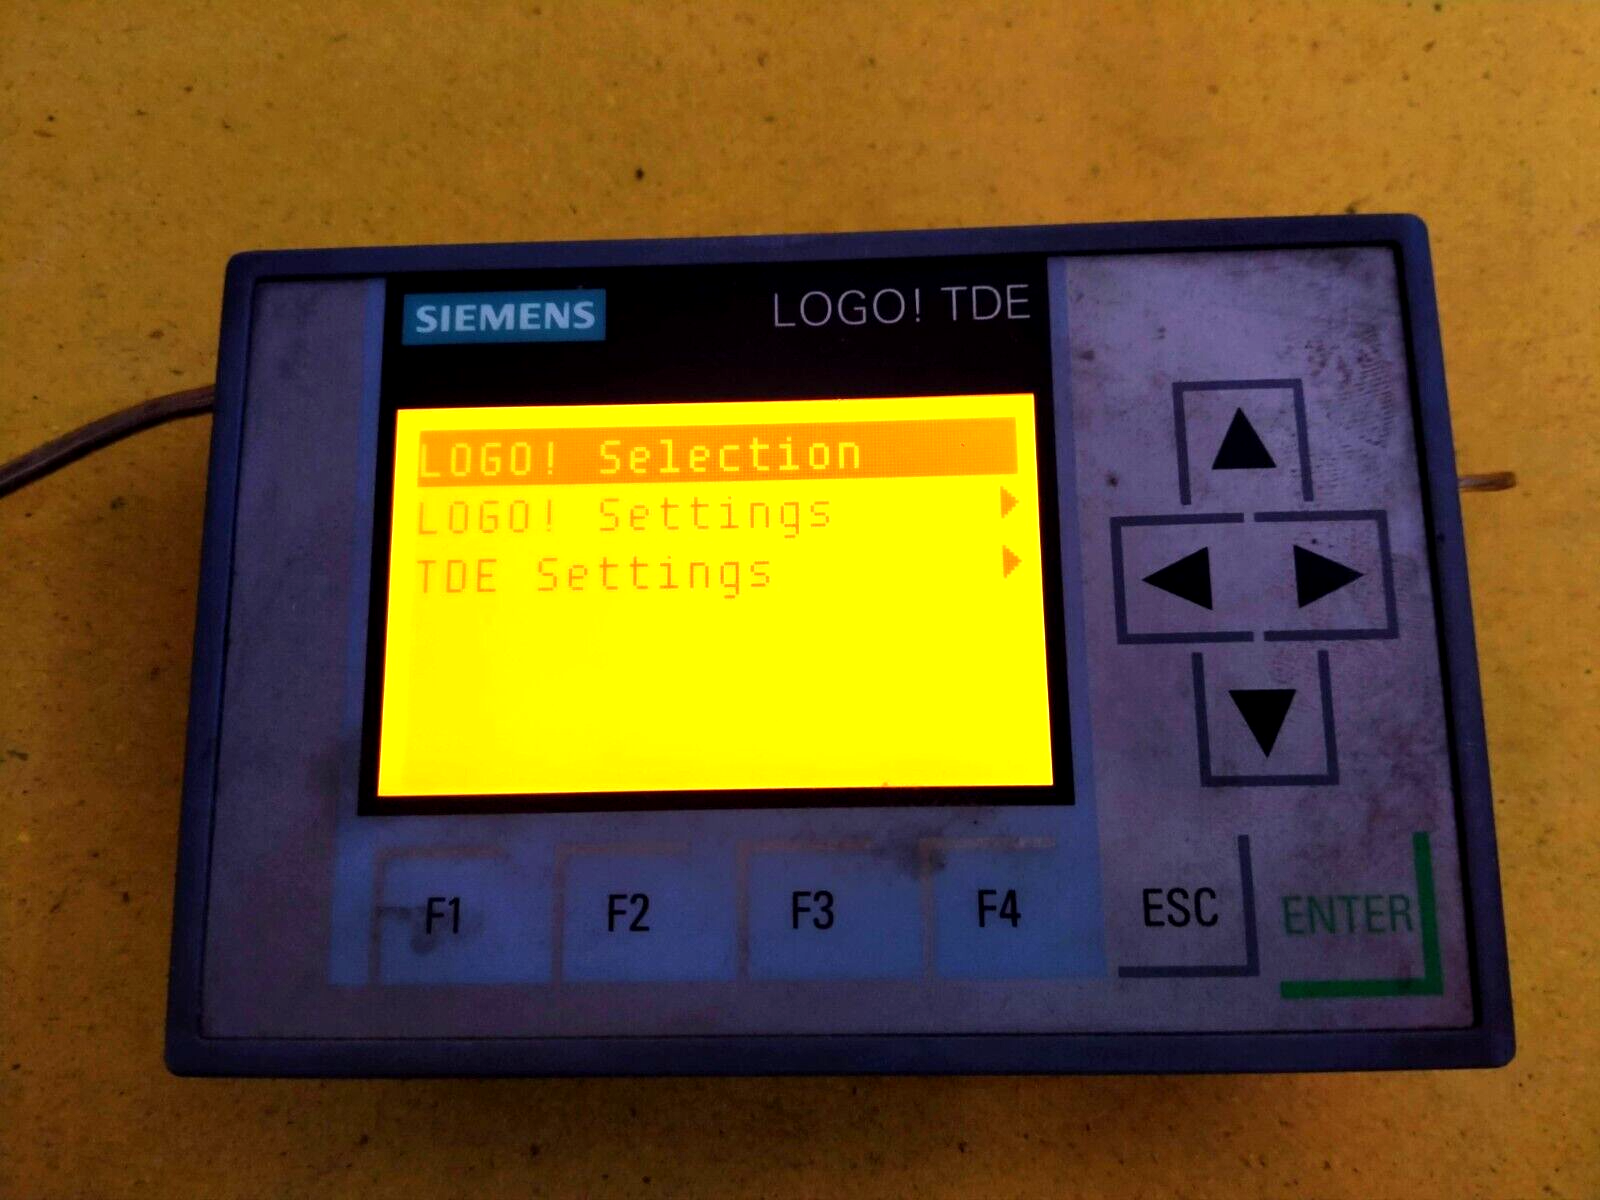 SIEMENS LOGO! TDE
LOGO! Selection
LOGO! Settings
TDE Settings
F1 F2 F3 F4 ESC ENTER